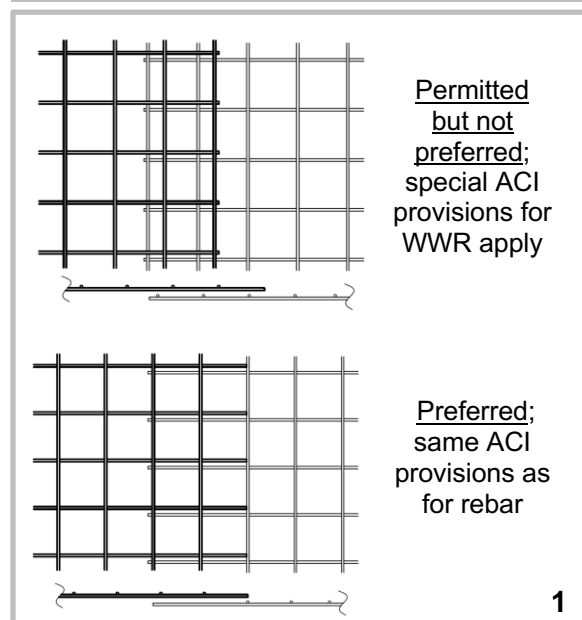 Permitted
but not
preferred;
special ACI
provisions for
WWR apply
Preferred;
same ACI
provisions as
for rebar
1